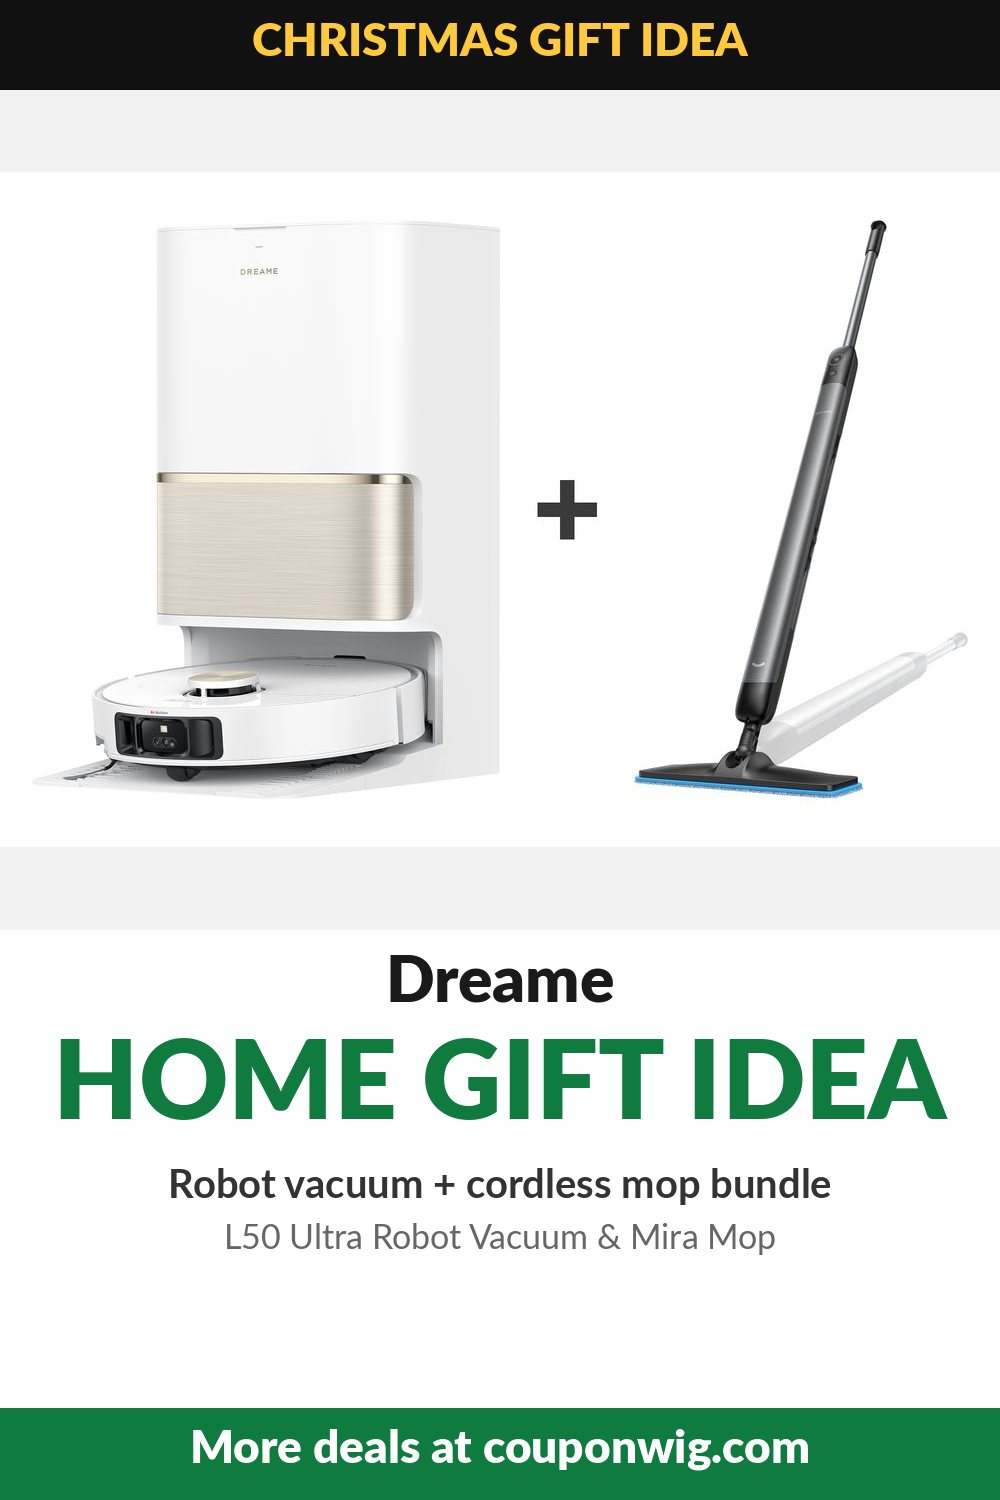 CHRISTMAS GIFT IDEA
DREAME
+
Dreame
HOME GIFT IDEA
Robot vacuum + cordless mop bundle
L50 Ultra Robot Vacuum & Mira Mop
More deals at couponwig.com